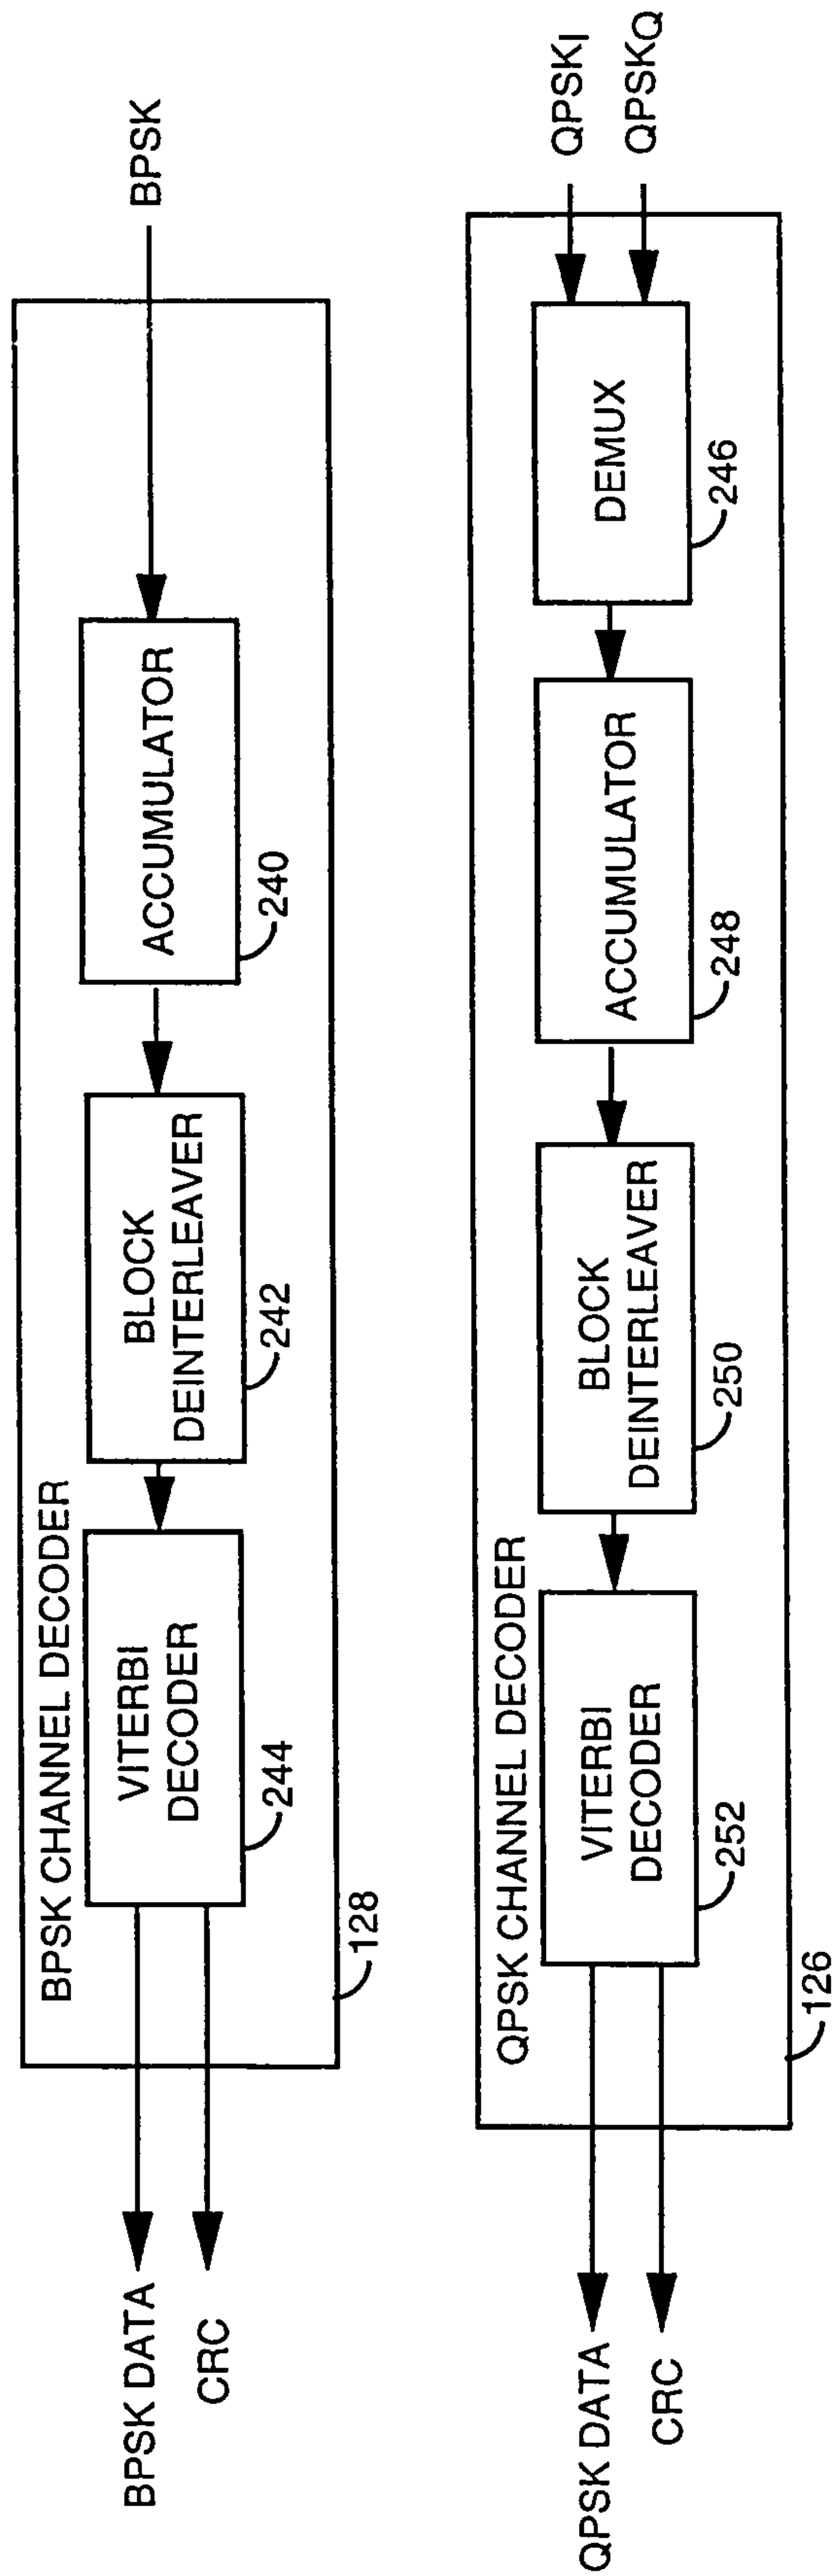 BPSK CHANNEL DECODER
BPSK DATA
CRC
VITERBI
DECODER
244
BLOCK
DEINTERLEAVER
242
ACCUMULATOR
240
BPSK
128
QPSK CHANNEL DECODER
QPSK DATA
CRC
VITERBI
DECODER
252
BLOCK
DEINTERLEAVER
250
ACCUMULATOR
248
DEMUX
246
QPSKI
QPSKQ
126